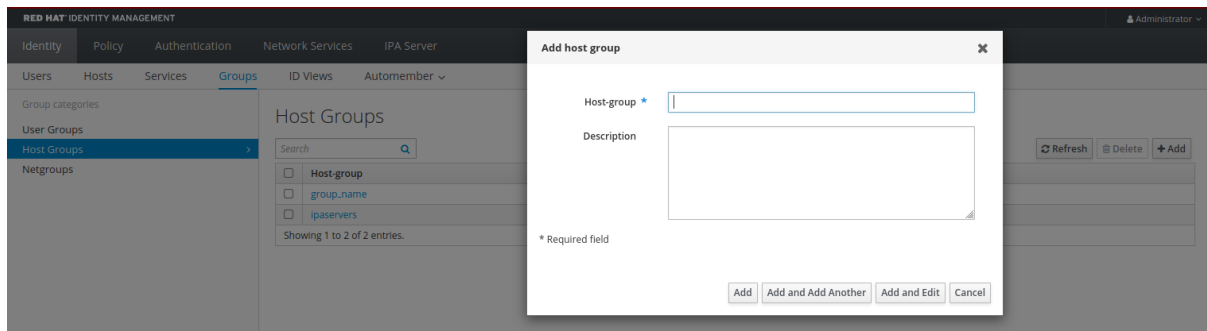 RED HAT IDENTITY MANAGEMENT
Administrator
Identity Policy Authentication Network Services IPA Server
Users Hosts Services Groups ID Views Automember
Group categories
User Groups
Host Groups
Netgroups
Host Groups
Search
Refresh Delete Add
Host-group
group_name
ipaservers
Showing 1 to 2 of 2 entries.
Add host group
Host-group *
Description
* Required field
Add Add and Add Another Add and Edit Cancel